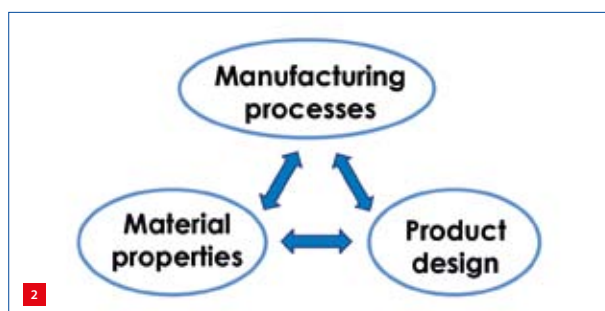 Manufacturing
processes
Material
properties
Product
design
2